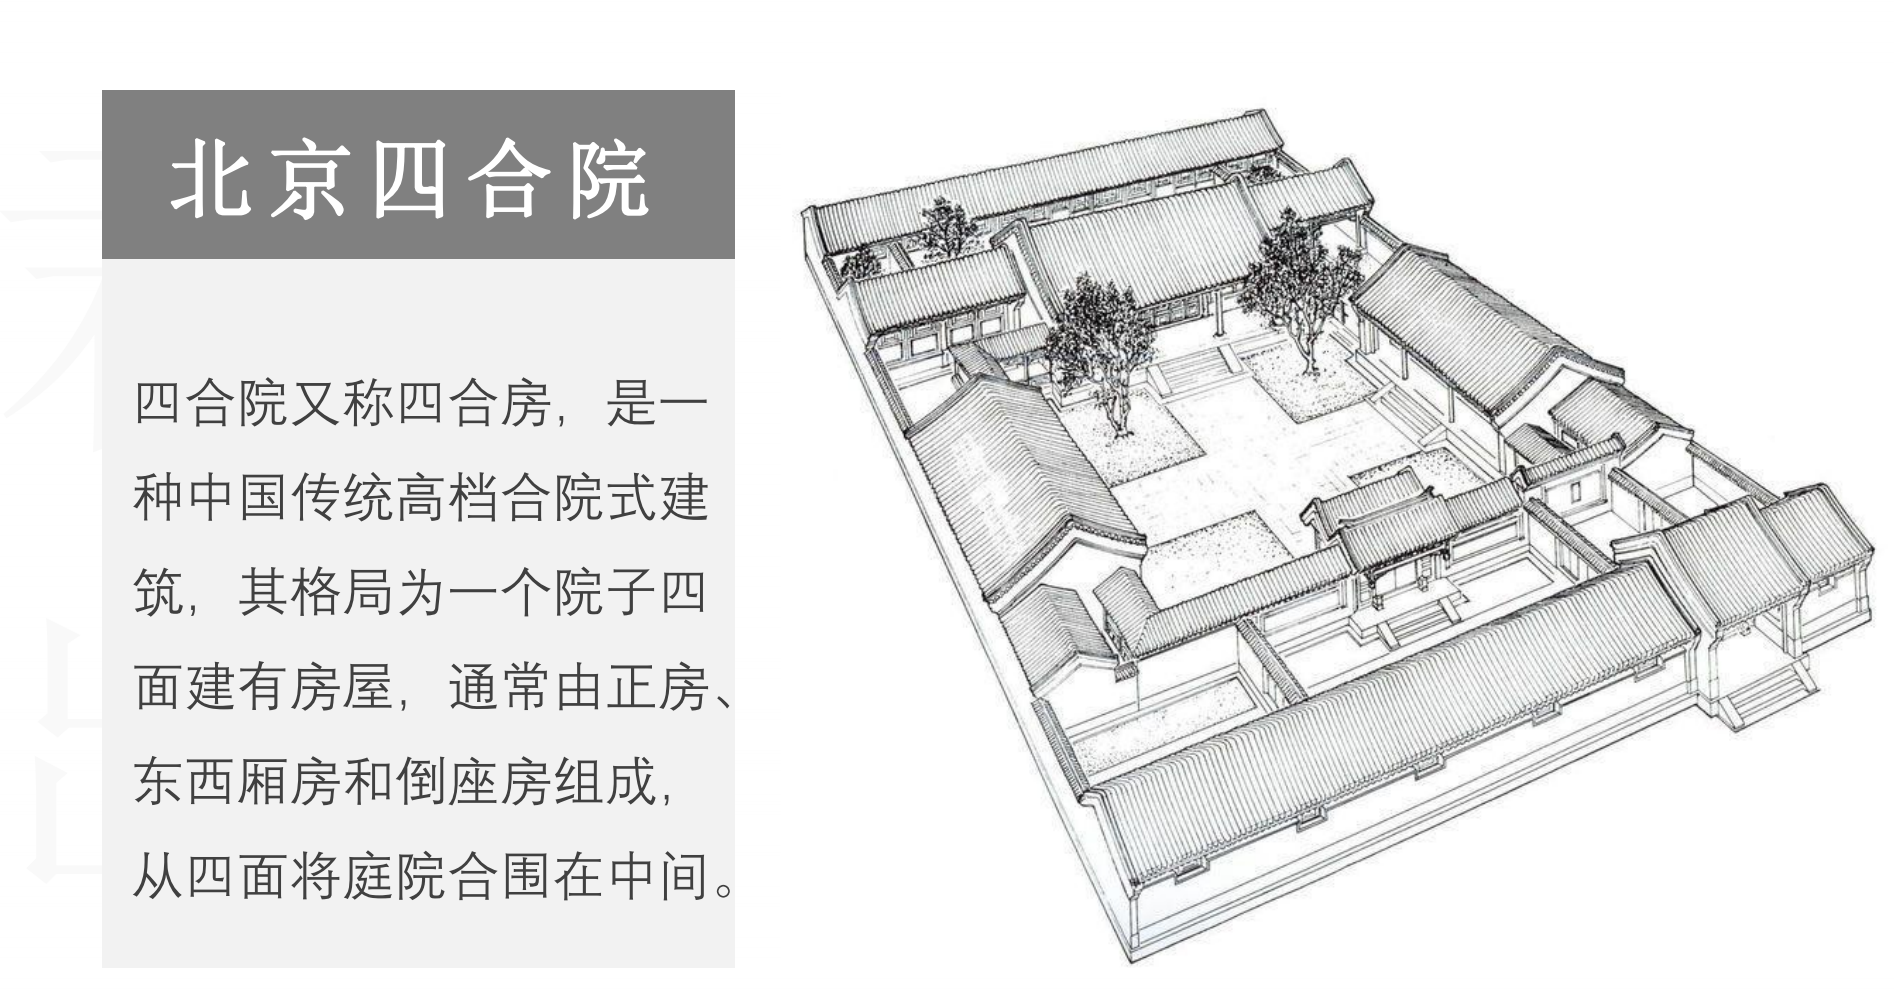 北京四合院
四合院又称四合房，是一
种中国传统高档合院式建
筑，其格局为一个院子四
面建有房屋，通常由正房、
东西厢房和倒座房组成，
从四面将庭院合围在中间。